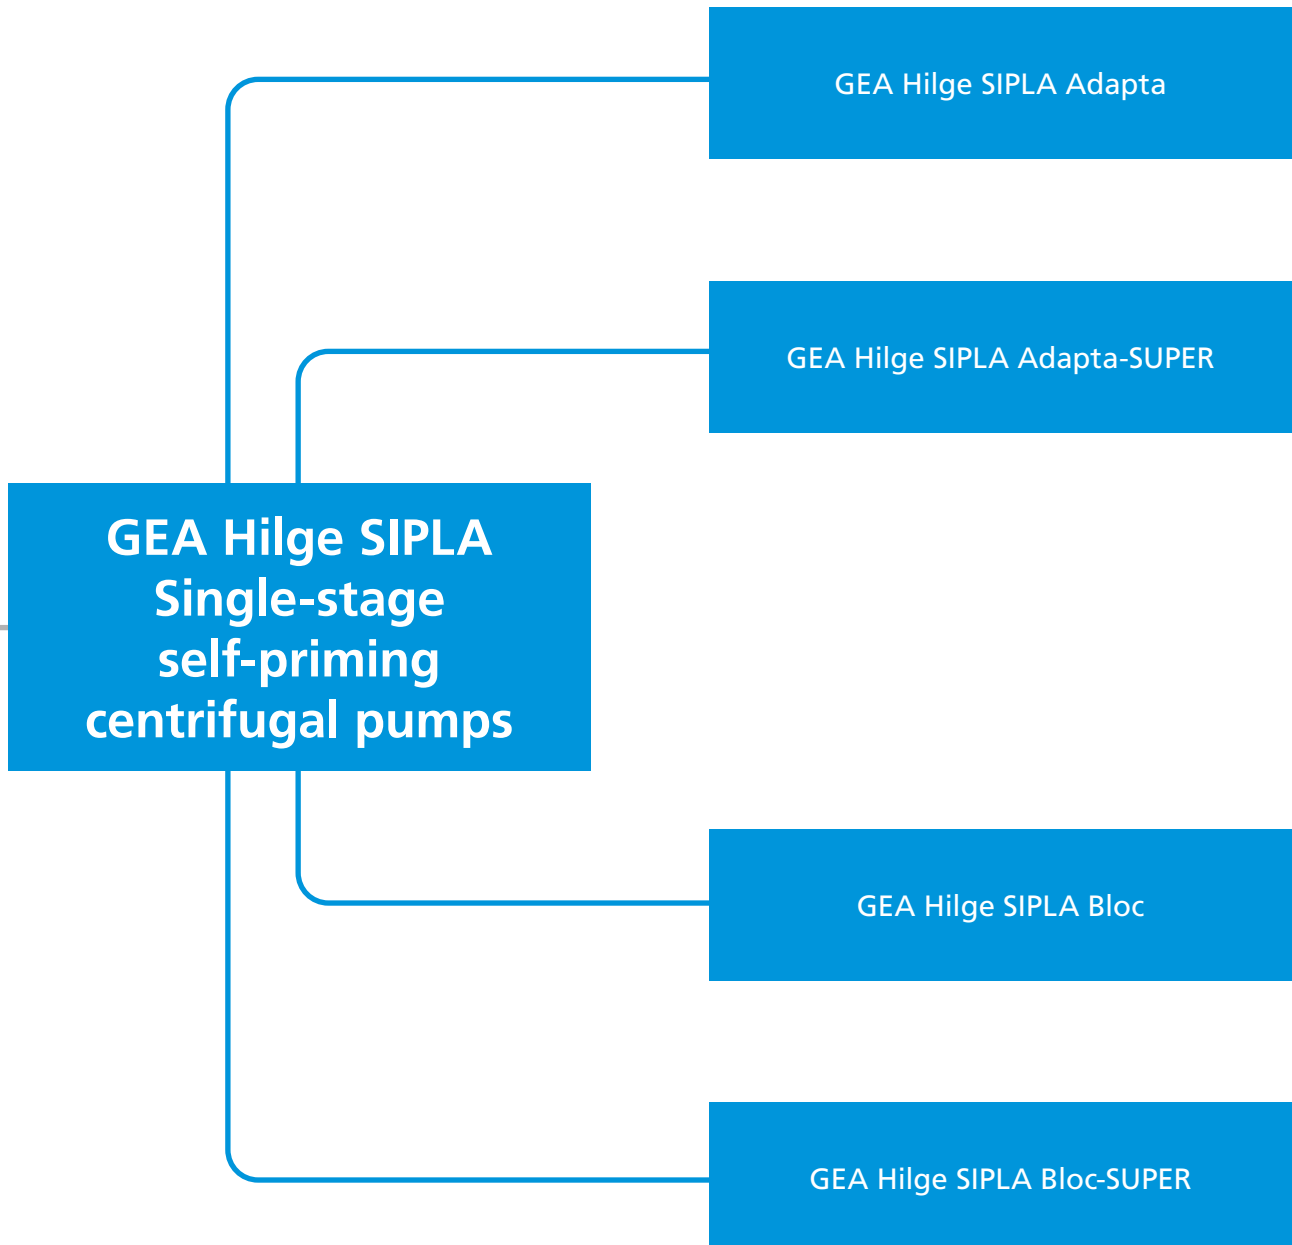 GEA Hilge SIPLA Adapta
GEA Hilge SIPLA Adapta-SUPER
GEA Hilge SIPLA
Single-stage
self-priming
centrifugal pumps
GEA Hilge SIPLA Bloc
GEA Hilge SIPLA Bloc-SUPER